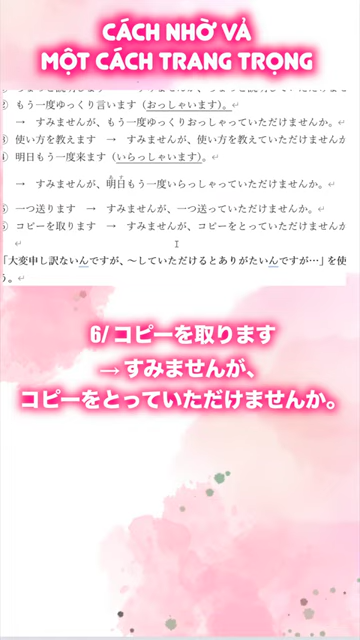 CÁCH NHỜ VẢ
MỘT CÁCH TRANG TRỌNG
② もう一度ゆっくり言います（おっしゃいます）。
→ すみませんが、もう一度ゆっくりおっしゃっていただけませんか。
③ 使い方を教えます → すみませんが、使い方を教えていただけませんか
④ 明日もう一度来ます（いらっしゃいます）。
→ すみませんが、明日もう一度いらっしゃっていただけませんか。
⑤ 一つ送ります → すみませんが、一つ送っていただけませんか。
⑥ コピーを取ります → すみませんが、コピーをとっていただけませんか
「大変申し訳ないんですが、～していただけるとありがたいんですが…」を使
う。
6/ コピーを取ります
→ すみませんが、
コピーをとっていただけませんか。